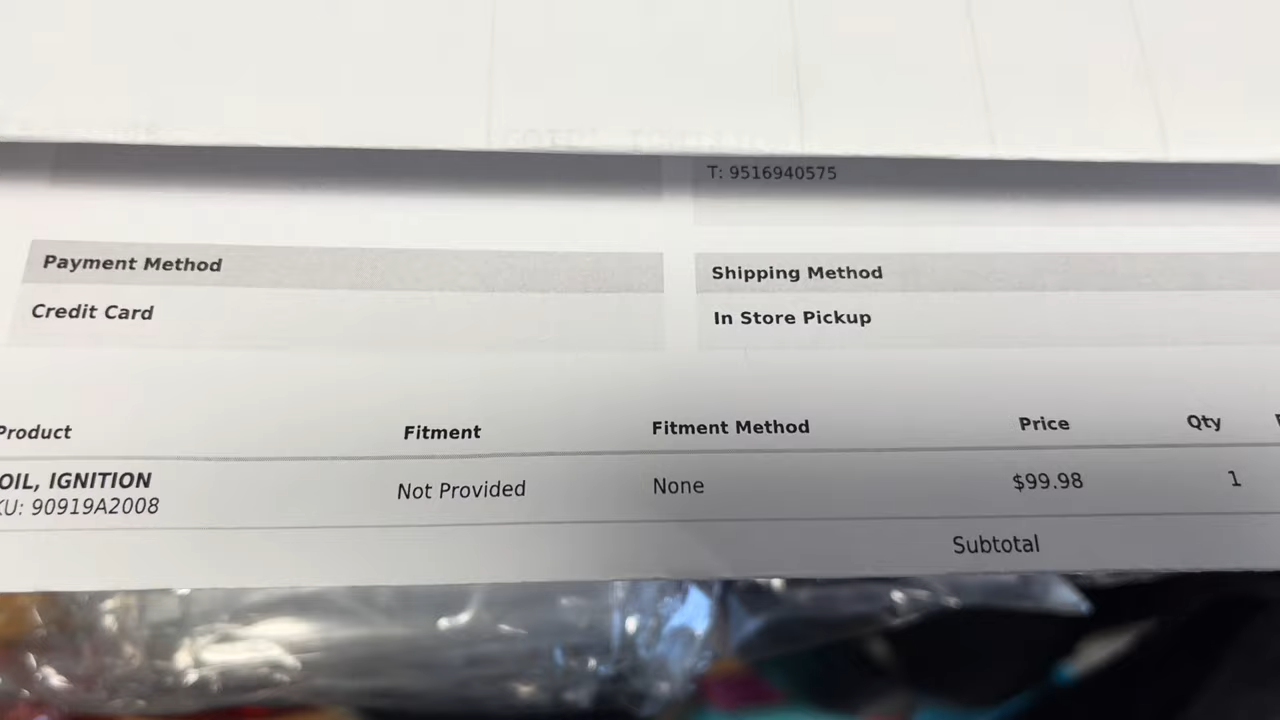 T: 9516940575
Payment Method
Shipping Method
Credit Card
In Store Pickup
Product Fitment Fitment Method Price Qty
OIL, IGNITION Not Provided None $99.98 1
KU: 90919A2008
Subtotal